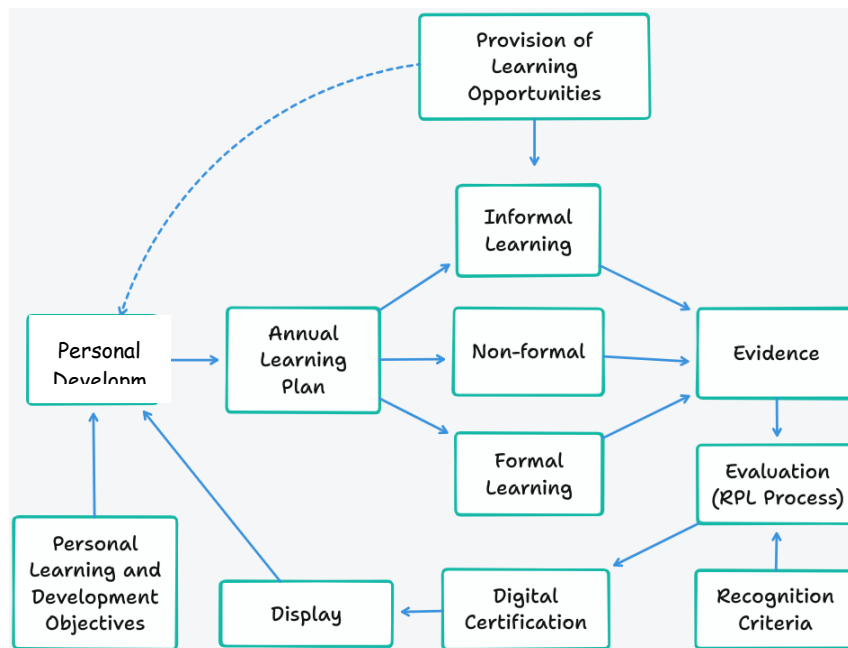 Provision of
Learning
Opportunities
Informal
Learning
Personal
Annual
Learning
Plan
Non-formal
Evidence
Formal
Learning
Evaluation
(RPL Process)
Personal
Learning and
Development
Objectives
Display
Digital
Certification
Recognition
Criteria